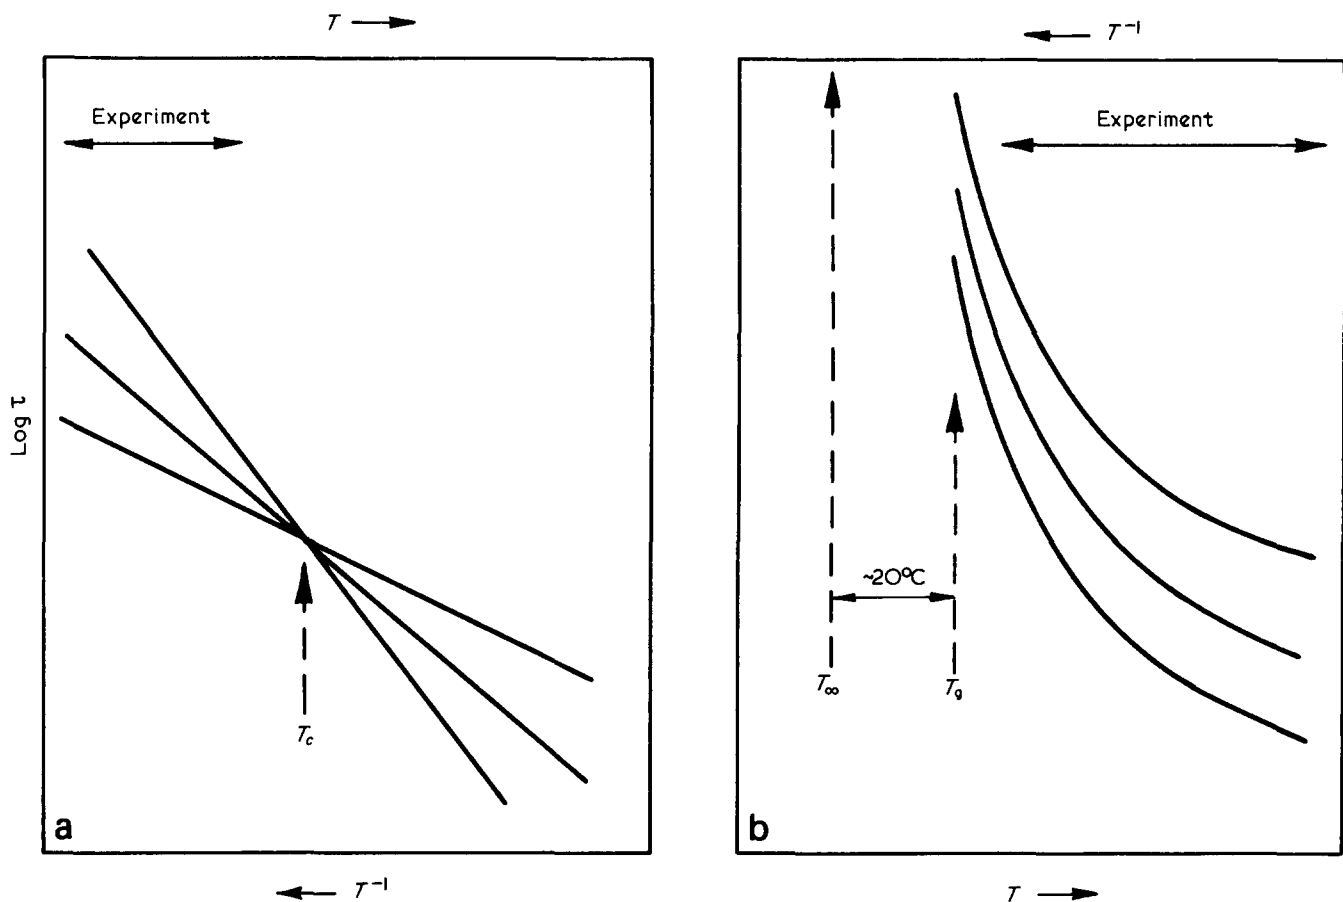 T
Experiment
Log τ
T_c
a
T⁻¹
T⁻¹
Experiment
~20°C
T_∞
T_g
b
T